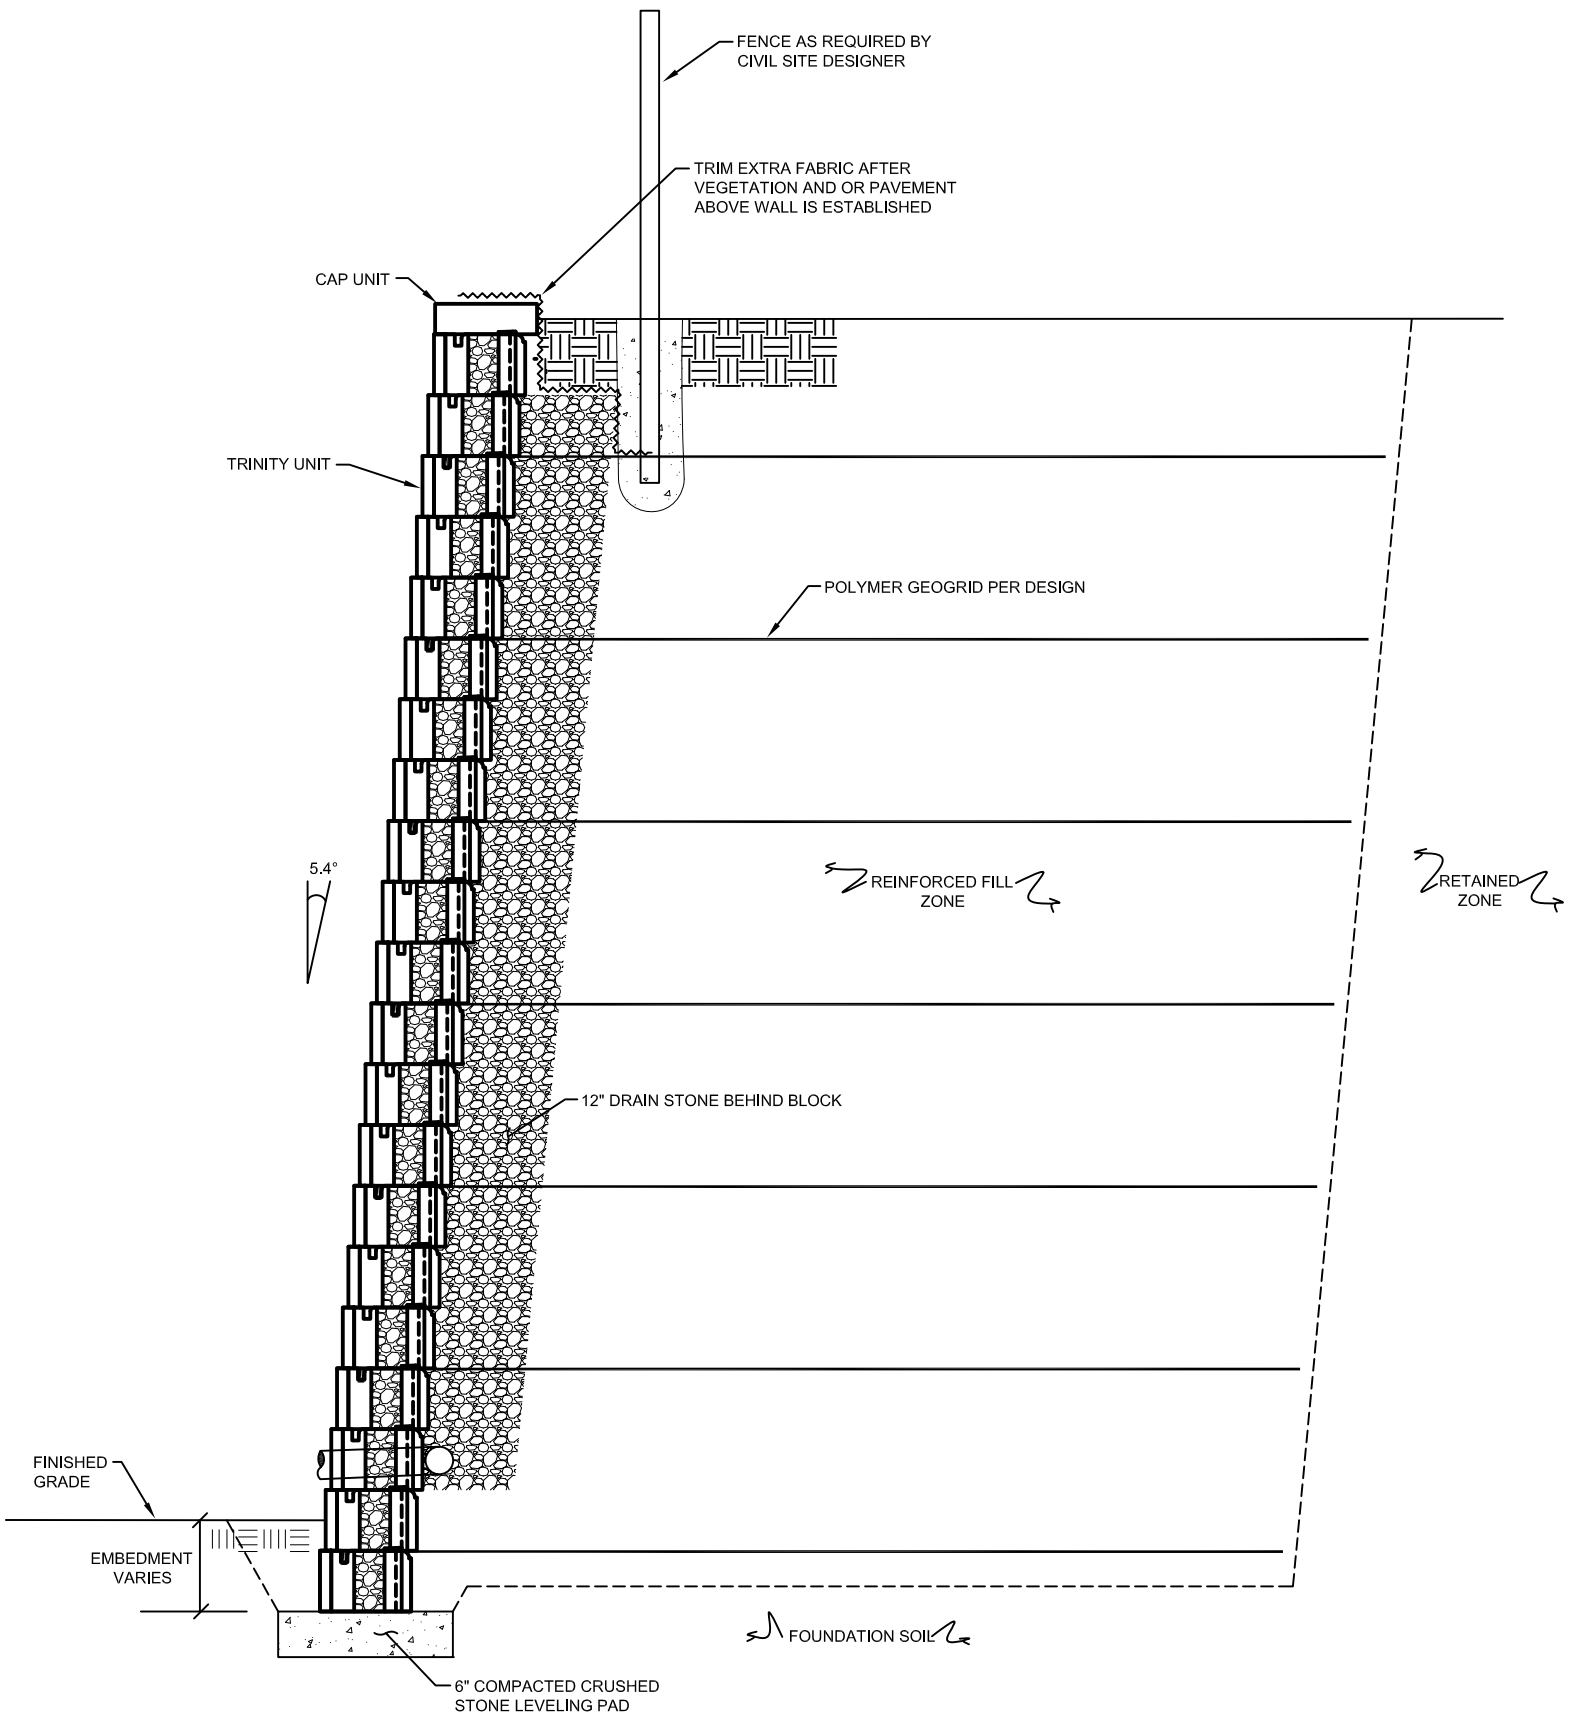 FENCE AS REQUIRED BY
CIVIL SITE DESIGNER
TRIM EXTRA FABRIC AFTER
VEGETATION AND OR PAVEMENT
ABOVE WALL IS ESTABLISHED
CAP UNIT
TRINITY UNIT
POLYMER GEOGRID PER DESIGN
5.4°
REINFORCED FILL
ZONE
RETAINED
ZONE
12" DRAIN STONE BEHIND BLOCK
FINISHED
GRADE
EMBEDMENT
VARIES
FOUNDATION SOIL
6" COMPACTED CRUSHED
STONE LEVELING PAD